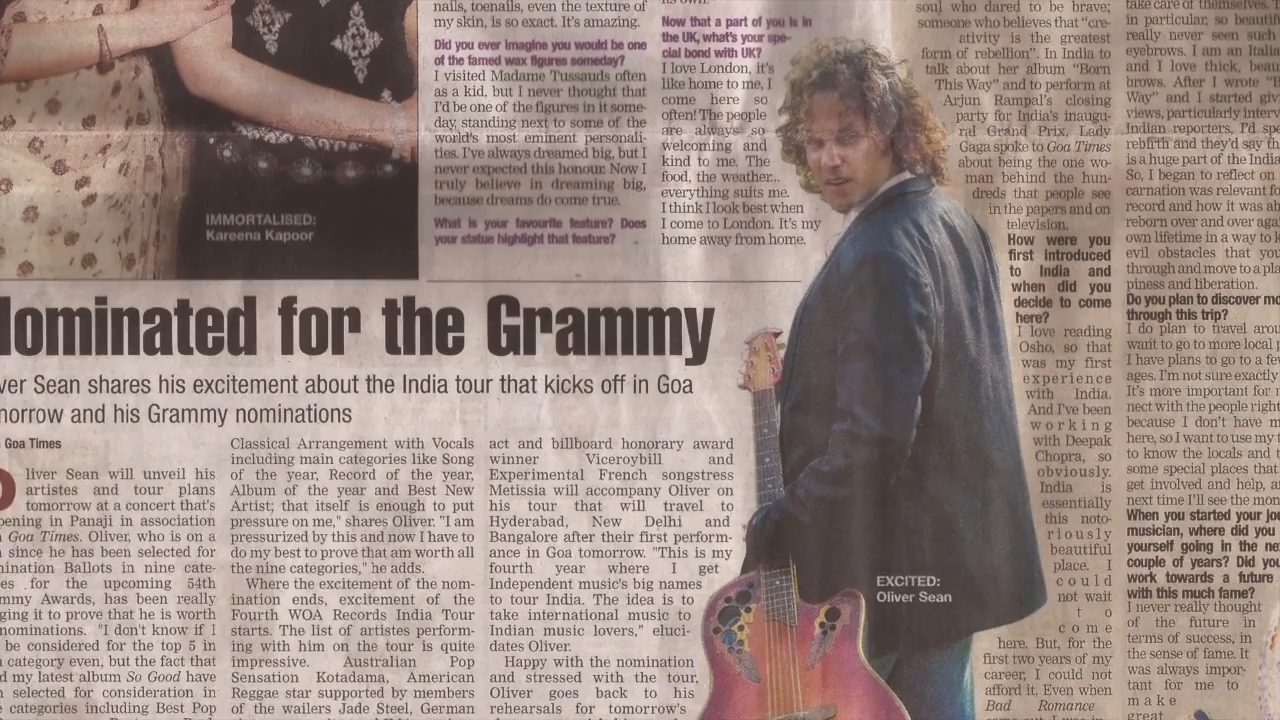 IMMORTALISED:
Kareena Kapoor
nails, toenails, even the texture of
my skin, is so exact. It's amazing.
Did you ever imagine you would be one
of the famed wax figures someday?
I visited Madame Tussauds often
as a kid, but I never thought that
I'd be one of the figures in it some-
day, standing next to some of the
world's most eminent personali-
ties. I've always dreamed big, but I
never expected this honour. Now I
truly believe in dreaming big,
because dreams do come true.
What is your favourite feature? Does
your statue highlight that feature?
Now that a part of you is in
the UK, what's your spe-
cial bond with UK?
I love London, it's
like home to me, I
come here so
often! The people
are always so
welcoming and
kind to me. The
food, the weather...
everything suits me.
I think I look best when
I come to London. It's my
home away from home.
ominated for the Grammy
ver Sean shares his excitement about the India tour that kicks off in Goa
morrow and his Grammy nominations
Goa Times
liver Sean will unveil his
artistes and tour plans
tomorrow at a concert that's
pening in Panaji in association
Goa Times. Oliver, who is on a
since he has been selected for
mination Ballots in nine cate-
es for the upcoming 54th
mmy Awards, has been really
ging it to prove that he is worth
nominations. "I don't know if I
be considered for the top 5 in
category even, but the fact that
d my latest album So Good have
selected for consideration in
categories including Best Pop
Classical Arrangement with Vocals
including main categories like Song
of the year, Record of the year,
Album of the year and Best New
Artist; that itself is enough to put
pressure on me," shares Oliver. "I am
pressurized by this and now I have to
do my best to prove that am worth all
the nine categories," he adds.
Where the excitement of the nom-
ination ends, excitement of the
Fourth WOA Records India Tour
starts. The list of artistes perform-
ing with him on the tour is quite
impressive. Australian Pop
Sensation Kotadana, American
Reggae star supported by members
of the wailers Jade Steel, German
act and billboard honorary award
winner Viceroybill and
Experimental French songstress
Metissia will accompany Oliver on
his tour that will travel to
Hyderabad, New Delhi and
Bangalore after their first perform-
ance in Goa tomorrow. "This is my
fourth year where I get
Independent music's big names
to tour India. The idea is to
take international music to
Indian music lovers," eluci-
dates Oliver.
Happy with the nomination
and stressed with the tour,
Oliver goes back to his
rehearsals for tomorrow's
EXCITED:
Oliver Sean
soul who dared to be brave;
someone who believes that "cre-
ativity is the greatest
form of rebellion". In India to
talk about her album "Born
This Way" and to perform at
Arjun Rampal's closing
party for India's inaugu-
ral Grand Prix, Lady
Gaga spoke to Goa Times
about being the one wo-
man behind the hun-
dreds that people see
in the papers and on
television.
How were you
first introduced
to India and
when did you
decide to come
here?
I love reading
Osho, so that
was my first
experience
with India.
And I've been
working
with Deepak
Chopra, so
obviously.
India is
essentially
this noto-
riously
beautiful
place. I
could
not wait
to
come
here. But, for the
first two years of my
career, I could not
afford it. Even when
Bad Romance
take care of themselves. T
in particular, so beautif
really never seen such
eyebrows. I am an Italia
and I love thick, beau
brows. After I wrote "B
Way" and I started giv
views, particularly interv
Indian reporters, I'd spe
rebirth and they'd say th
is a huge part of the India
So, I began to reflect on
carnation was relevant fo
record and how it was ab
reborn over and over aga
own lifetime in a way to k
evil obstacles that you
through and move to a pla
piness and liberation.
Do you plan to discover mo
through this trip?
I do plan to travel arou
want to go to more local p
I have plans to go to a few
ages. I'm not sure exactly
It's more important for m
nect with the people right
because I don't have m
here, so I want to use my t
to know the locals and t
some special places that
get involved and help, an
next time I'll see the mon
When you started your jou
musician, where did you
yourself going in the ne
couple of years? Did you
work towards a future
with this much fame?
I never really thought
of the future in
terms of success, in
the sense of fame. It
was always impor-
tant for me to
make
great